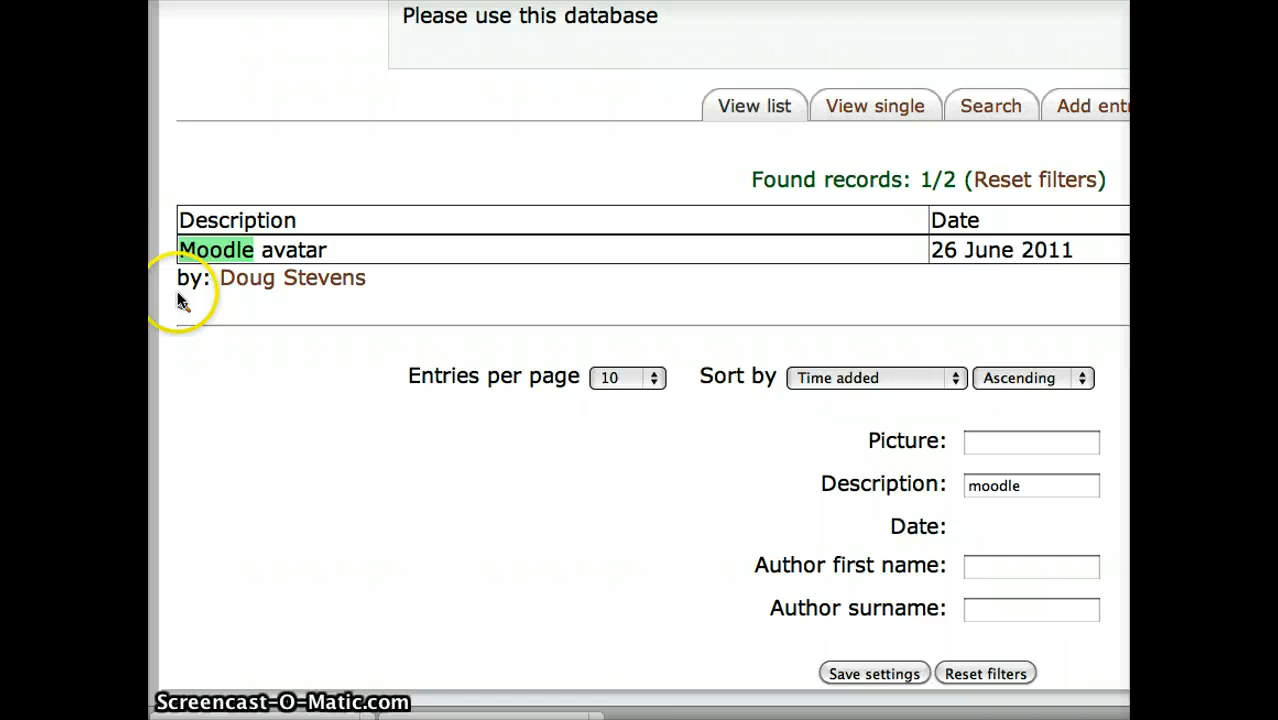 Please use this database
View list View single Search Add entr
Found records: 1/2 (Reset filters)
Description Date
Moodle avatar 26 June 2011
by: Doug Stevens
Entries per page 10 Sort by Time added Ascending
Picture:
Description: moodle
Date:
Author first name:
Author surname:
Save settings Reset filters
Screencast-O-Matic.com